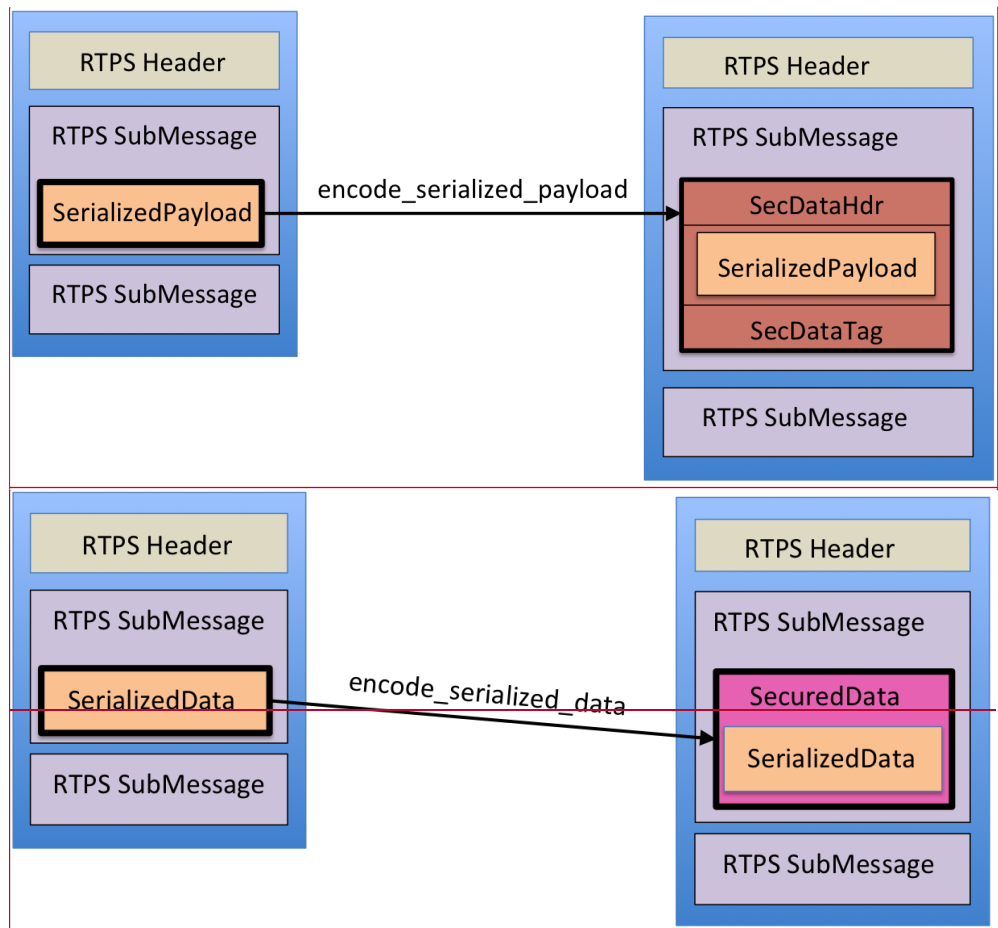 RTPS Header
RTPS SubMessage
SerializedPayload
RTPS SubMessage
encode_serialized_payload
RTPS Header
RTPS SubMessage
SecDataHdr
SerializedPayload
SecDataTag
RTPS SubMessage
RTPS Header
RTPS SubMessage
SerializedData
RTPS SubMessage
encode_serialized_data
RTPS Header
RTPS SubMessage
SecuredData
SerializedData
RTPS SubMessage